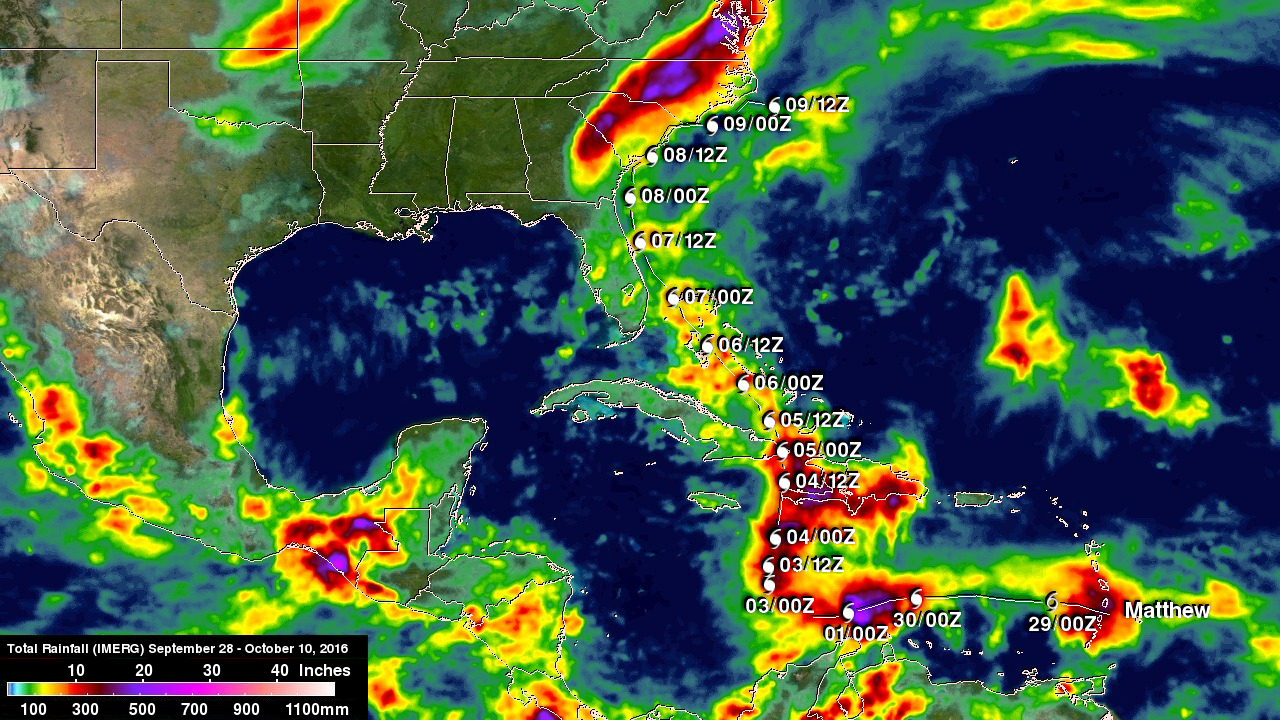 09/12Z
09/00Z
08/12Z
08/00Z
07/12Z
07/00Z
06/12Z
06/00Z
05/12Z
05/00Z
04/12Z
04/00Z
03/12Z
03/00Z
01/00Z
30/00Z
29/00Z
Matthew
Total Rainfall (IMERG) September 28 - October 10, 2016
10 20 30 40 Inches
100 300 500 700 900 1100mm